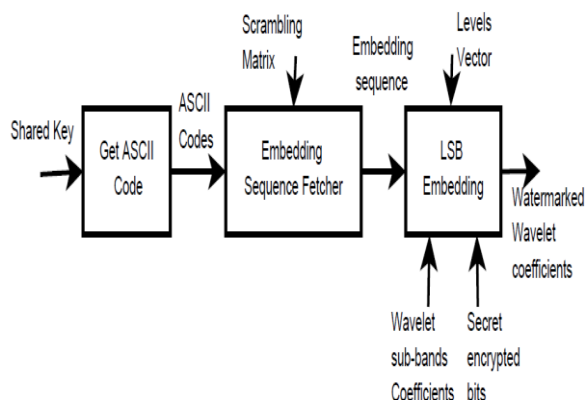 Scrambling
Matrix
Embedding
sequence
Levels
Vector
Shared Key
ASCII
Codes
Get ASCII
Code
Embedding
Sequence Fetcher
LSB
Embedding
Watermarked
Wavelet
coefficients
Wavelet
sub-bands
Coefficients
Secret
encrypted
bits